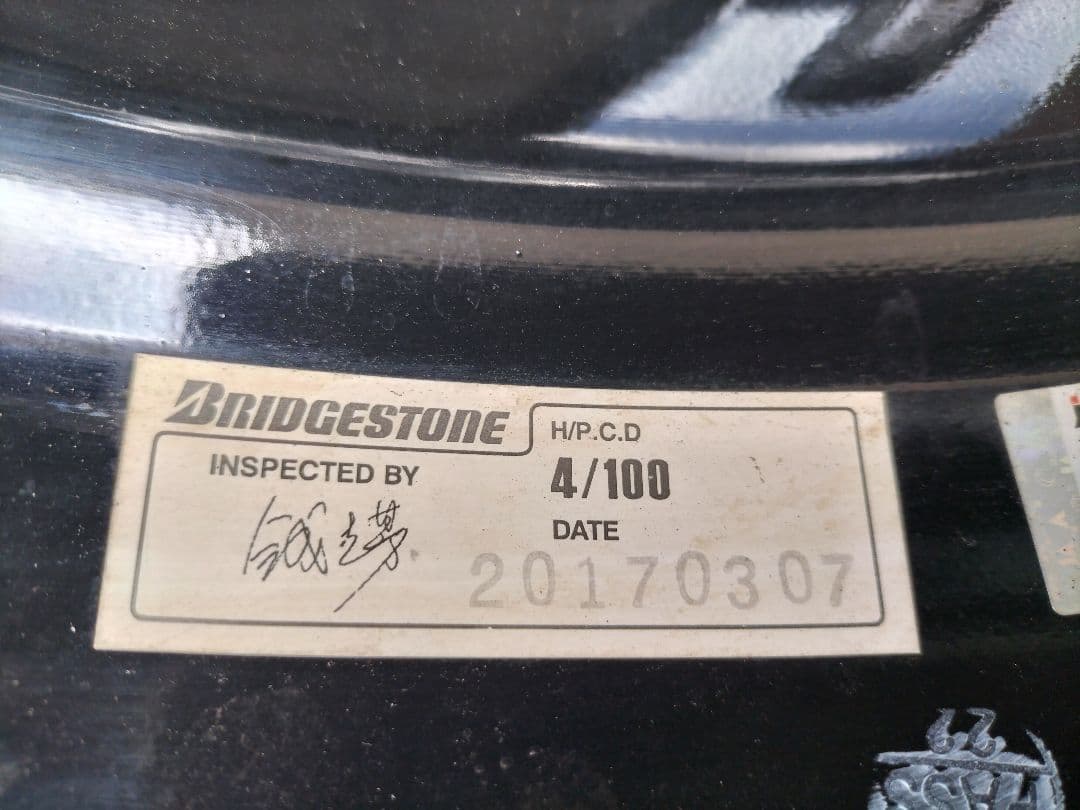 BRIDGESTONE
H/P.C.D
INSPECTED BY
4/100
DATE
20170307